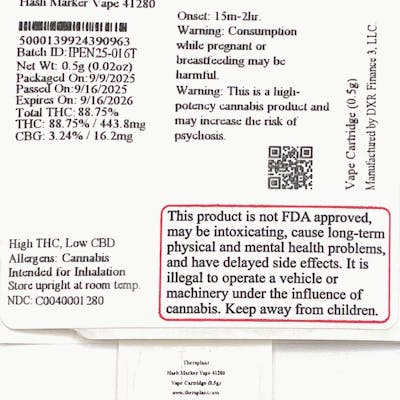 Hash Marker Vape 41280
5000139924390963
Batch ID:IPEN25-016T
Net Wt: 0.5g (0.02oz)
Packaged On:9/9/2025
Passed On:9/16/2025
Expires On: 9/16/2026
Total THC: 88.75%
THC: 88.75% / 443.8mg
CBG: 3.24% / 16.2mg
Onset: 15m-2hr.
Warning: Consumption
while pregnant or
breastfeeding may be
harmful.
Warning: This is a high-
potency cannabis product and
may increase the risk of
psychosis.
Vape Cartridge (0.5g)
Manufactured by DXR Finance 3, LLC.
High THC, Low CBD
Allergens: Cannabis
Intended for Inhalation
Store upright at room temp.
NDC: C0040001280
This product is not FDA approved,
may be intoxicating, cause long-term
physical and mental health problems,
and have delayed side effects. It is
illegal to operate a vehicle or
machinery under the influence of
cannabis. Keep away from children.
Theraplant
Hash Marker Vape 41280
Vape Cartridge (0.5g)
www.theraplant.com